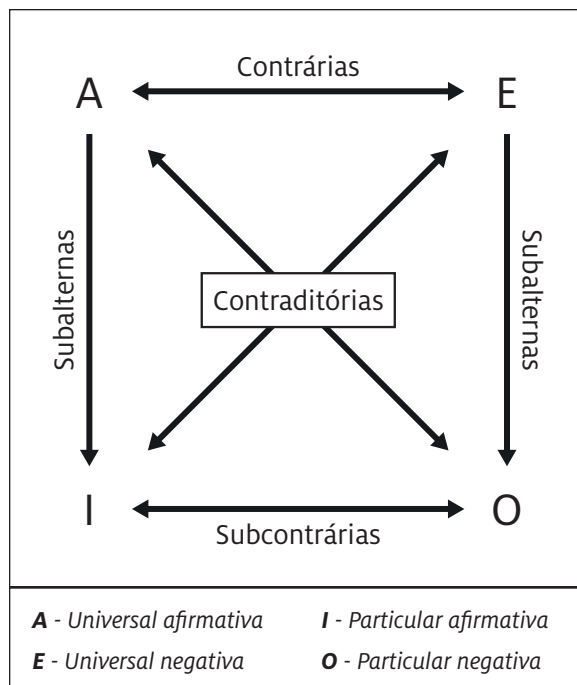 Contrárias
A E
Subalternas
Contraditórias
Subalternas
I O
Subcontrárias
A - Universal afirmativa I - Particular afirmativa
E - Universal negativa O - Particular negativa